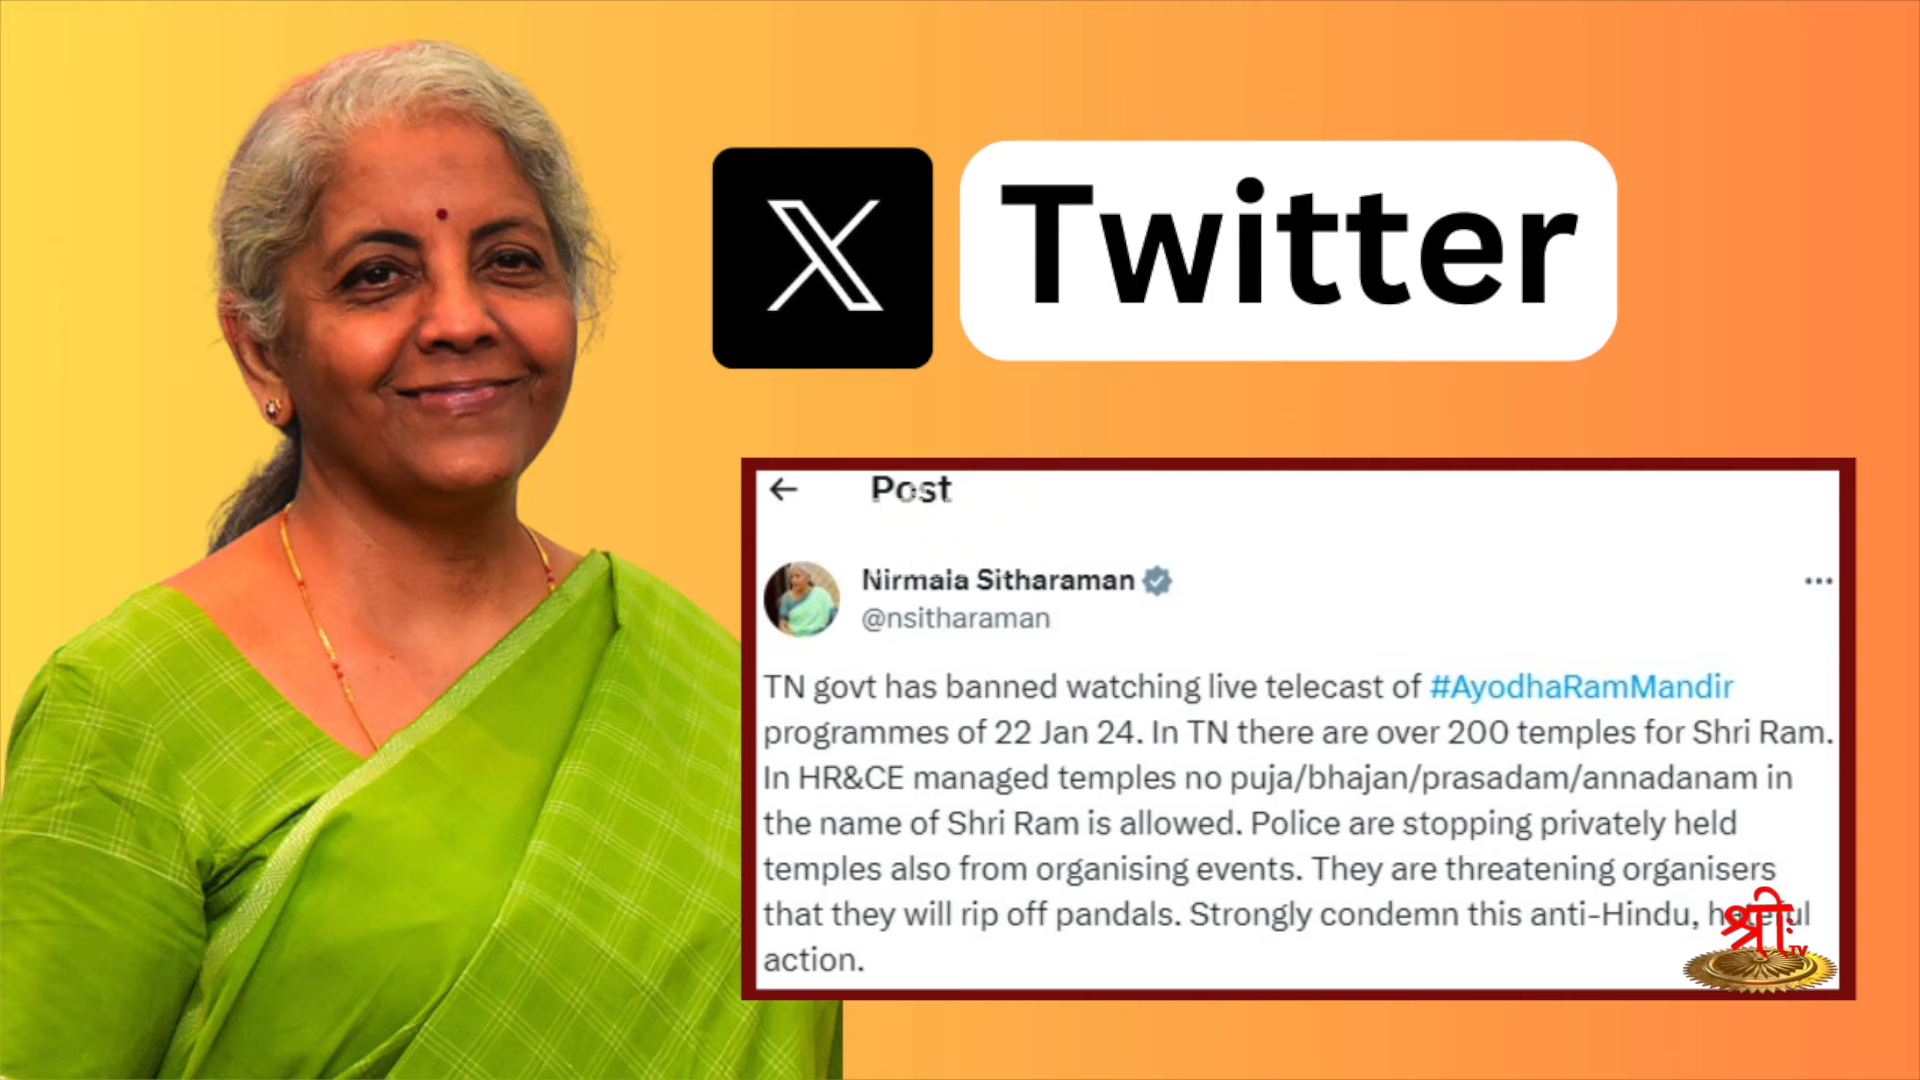 X
Twitter
Post
Nirmala Sitharaman
@nsitharaman
TN govt has banned watching live telecast of #AyodhaRamMandir
programmes of 22 Jan 24. In TN there are over 200 temples for Shri Ram.
In HR&CE managed temples no puja/bhajan/prasadam/annadanam in
the name of Shri Ram is allowed. Police are stopping privately held
temples also from organising events. They are threatening organisers
that they will rip off pandals. Strongly condemn this anti-Hindu, hateful
action.
श्रीः
TV